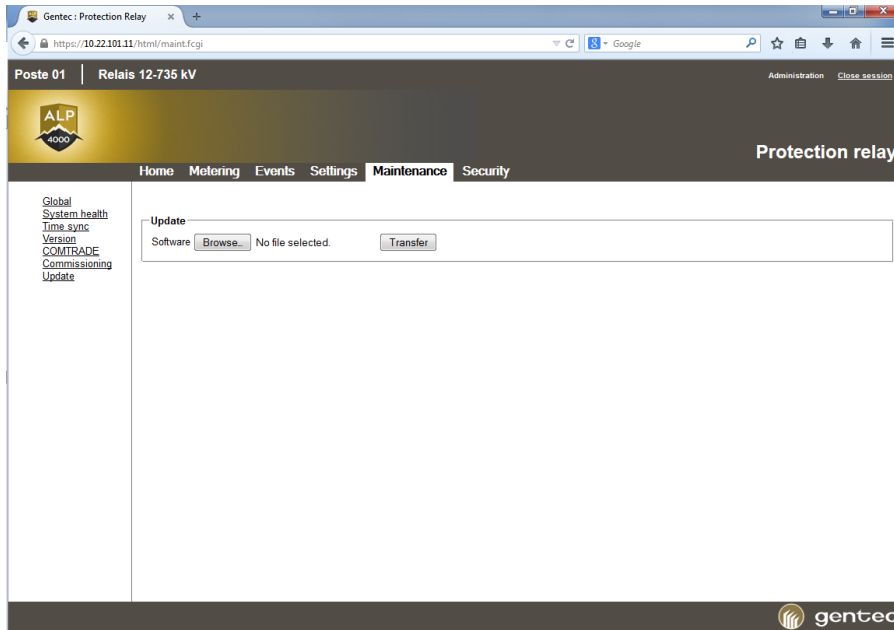 Gentec : Protection Relay
https://10.22.101.11/html/maint.fcgi
8 Google
Poste 01 Relais 12-735 kV
Administration Close session
ALP
4000
Protection relay
Home Metering Events Settings Maintenance Security
Global
System health
Time sync
Version
COMTRADE
Commissioning
Update
Update
Software Browse.. No file selected. Transfer
gentec